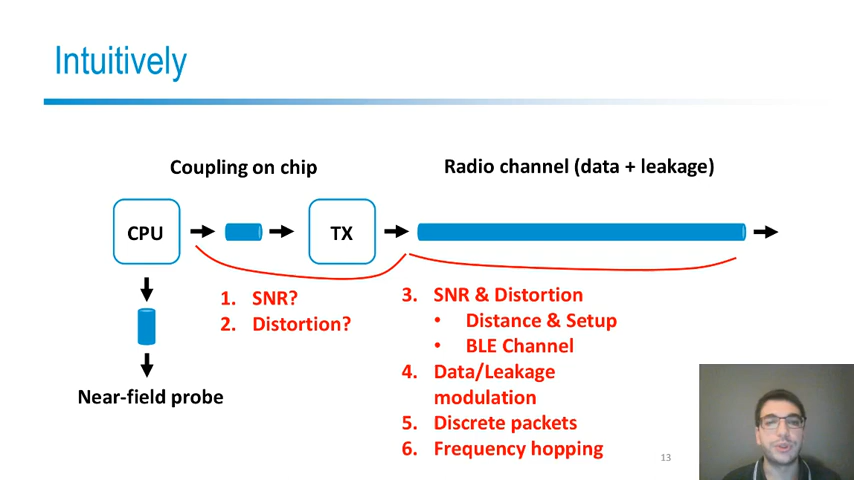 Intuitively
Coupling on chip
Radio channel (data + leakage)
CPU
TX
1. SNR?
2. Distortion?
3. SNR & Distortion
• Distance & Setup
• BLE Channel
4. Data/Leakage
modulation
5. Discrete packets
6. Frequency hopping
Near-field probe
13